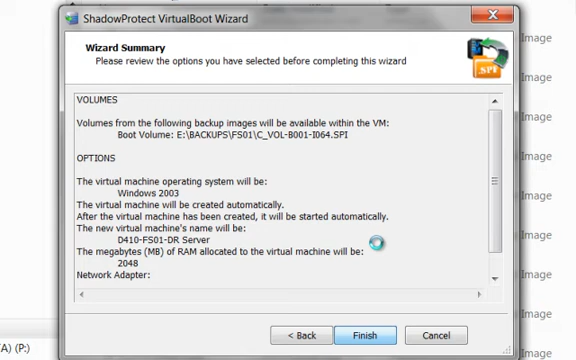 ShadowProtect VirtualBoot Wizard
Wizard Summary
Please review the options you have selected before completing this wizard
.SPI
VOLUMES
Volumes from the following backup images will be available within the VM:
Boot Volume: E:\BACKUPS\FS01\C_VOL-B001-I064.SPI
OPTIONS
The virtual machine operating system will be:
Windows 2003
The virtual machine will be created automatically.
After the virtual machine has been created, it will be started automatically.
The new virtual machine's name will be:
D410-FS01-DR Server
The megabytes (MB) of RAM allocated to the virtual machine will be:
2048
Network Adapter:
< Back
Finish
Cancel
Image
Image
Image
Image
Image
Image
Image
Image
A) (P:)